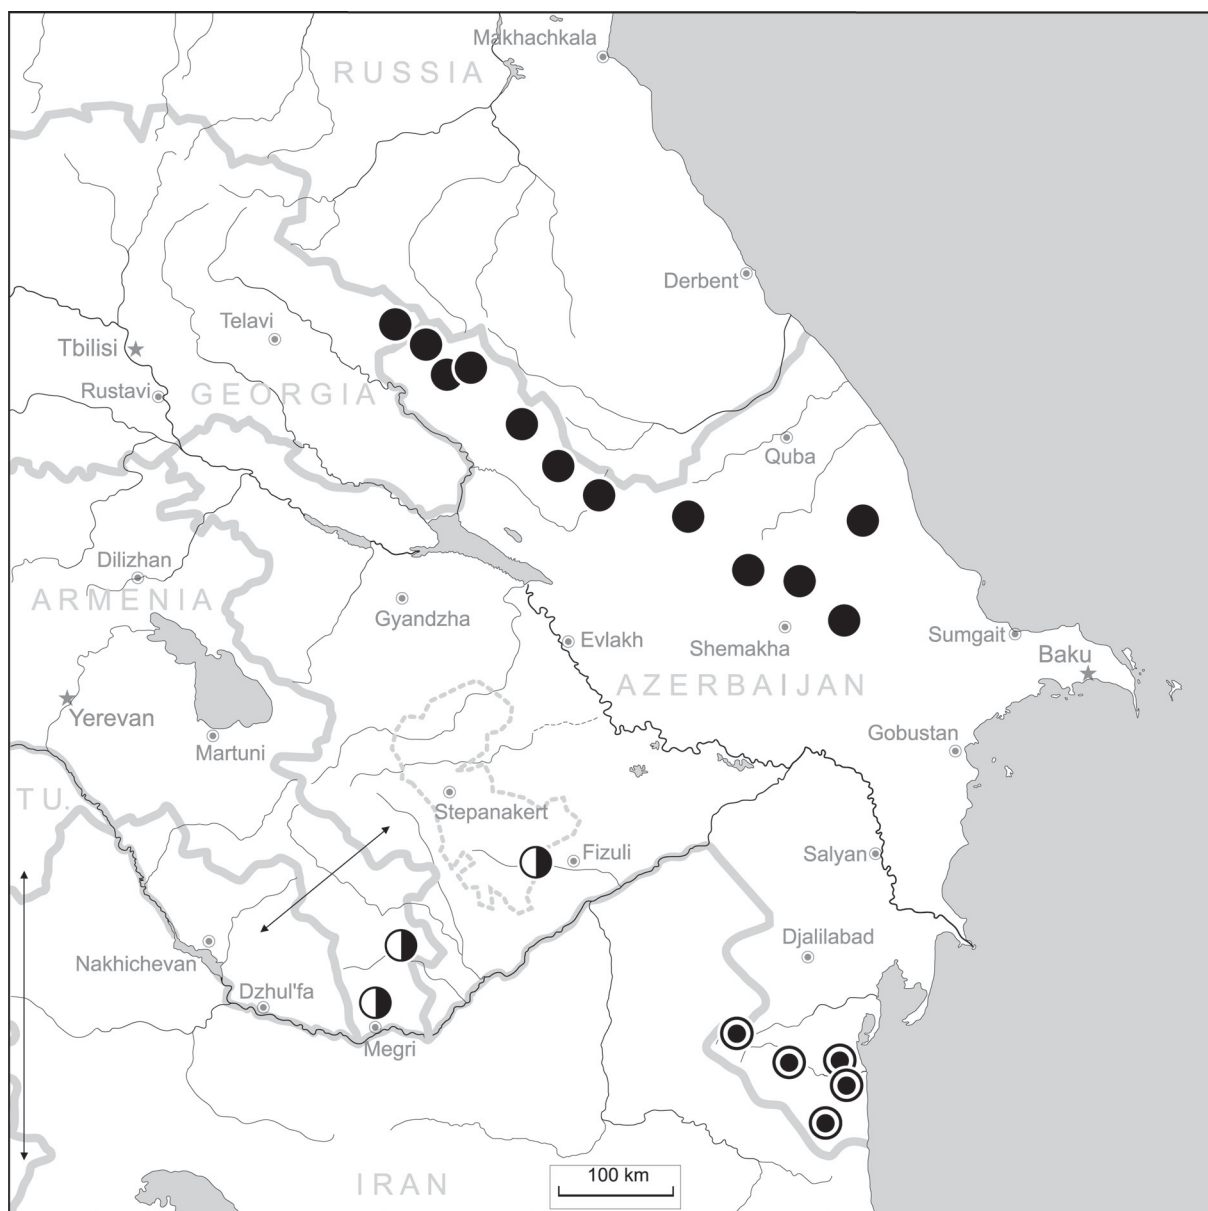 Makhachkala
RUSSIA
Derbent
Telavi
Tbilisi
Rustavi
GEORGIA
Quba
Dilizhan
ARMENIA
Gyandzha
Evlakh
Shemakha
Sumgait
Baku
AZERBAIJAN
Yerevan
Martuni
Gobustan
TU.
Stepanakert
Fizuli
Salyan
Djalilabad
Nakhichevan
Dzhul'fa
Megri
IRAN
100 km